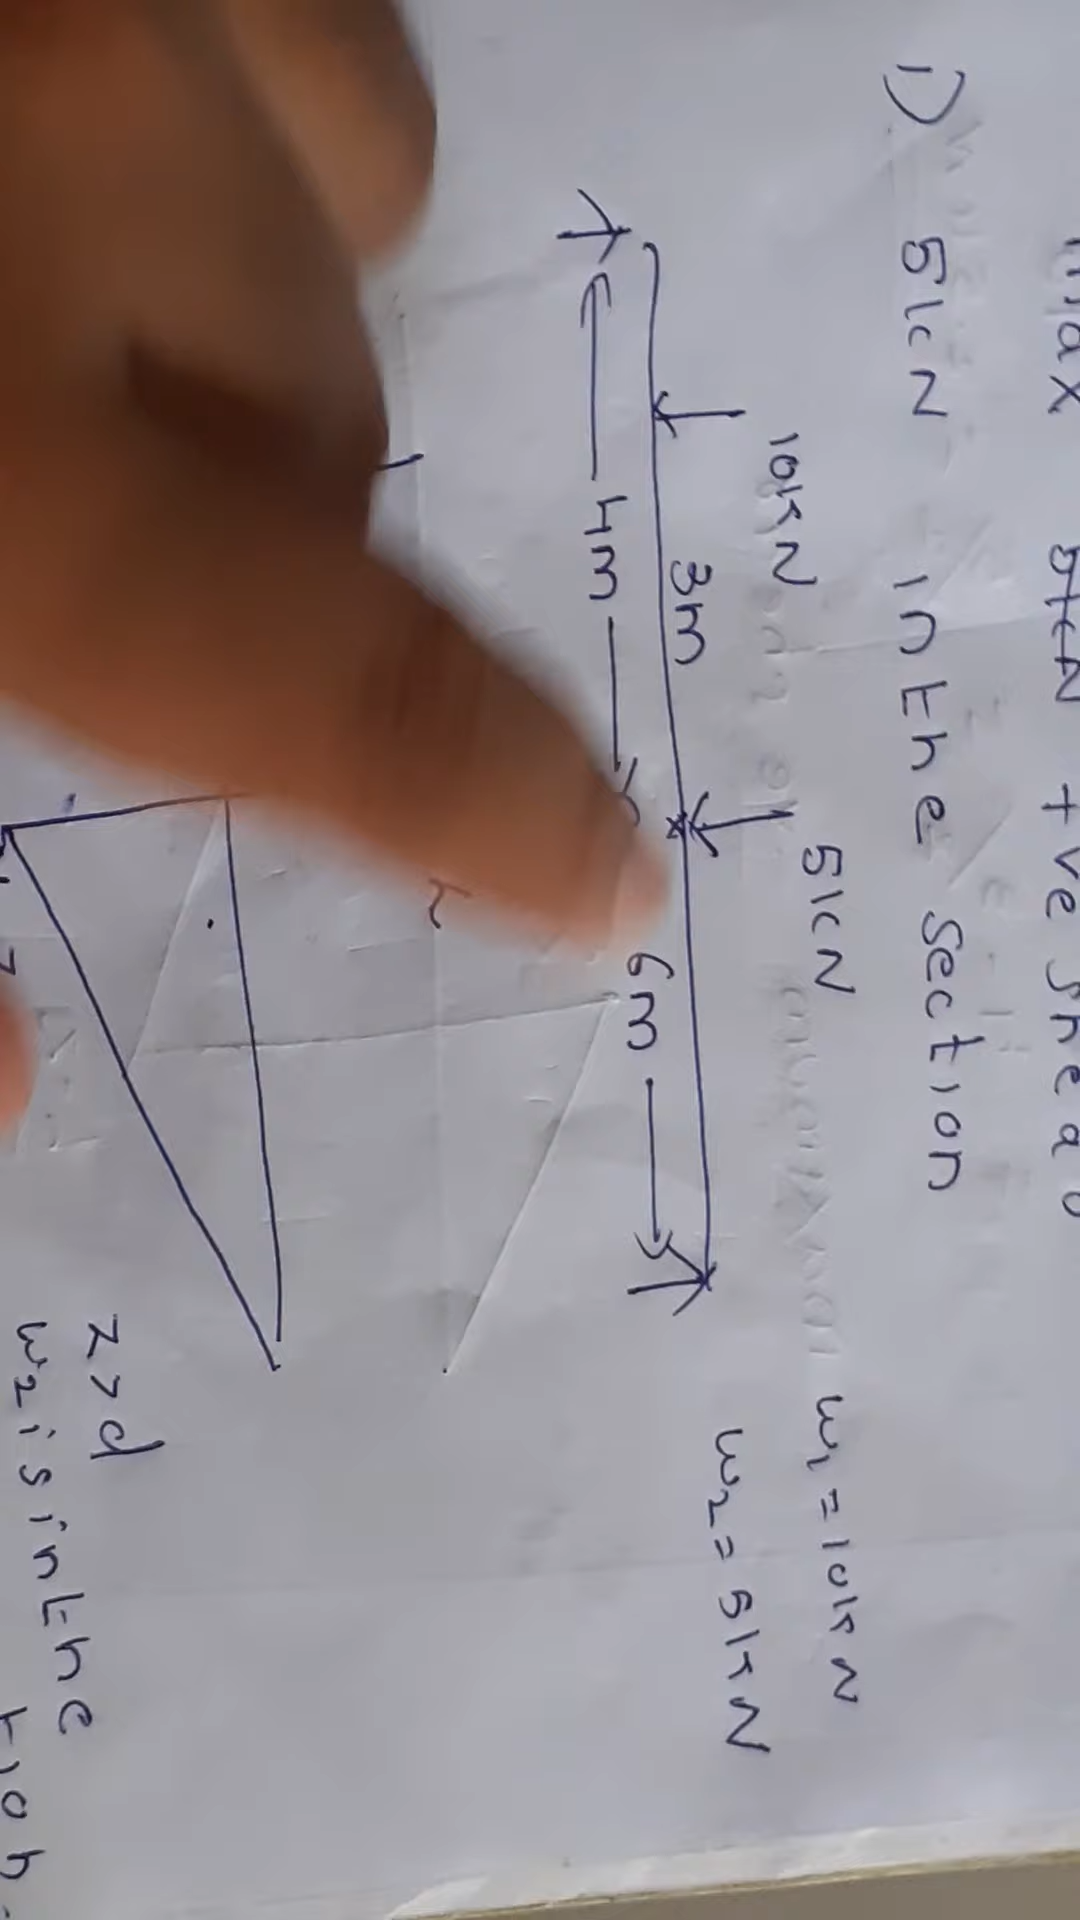 max 5kN +ve shear
1) 5kN in the section
10kN 5kN
3m
4m 6m
w1 = 10kN
w2 = 5kN
z>d
w2 is in the